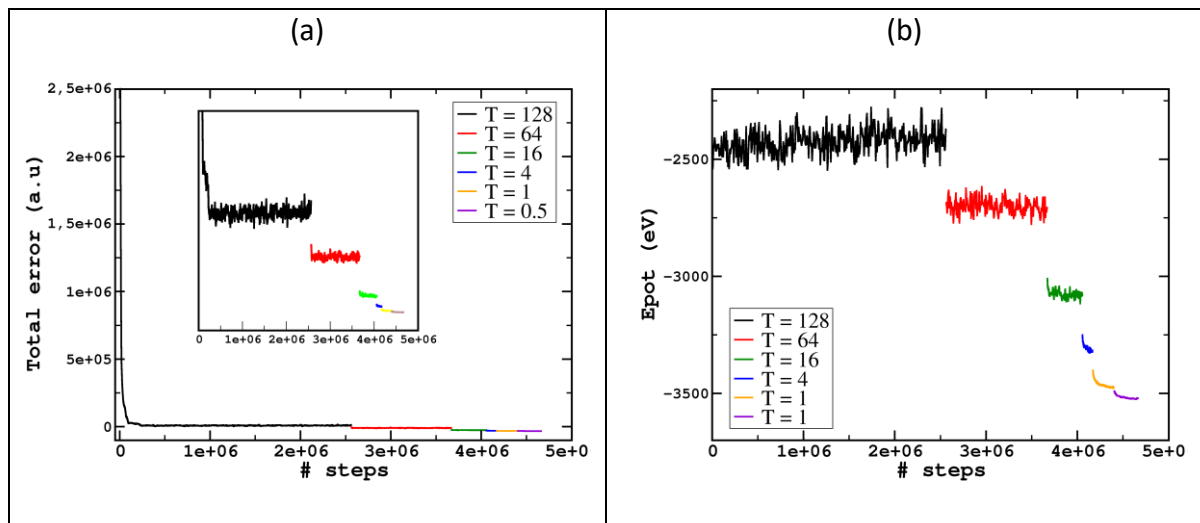 (a)
2,5e+06
2e+06
1,5e+06
1e+06
5e+05
0
Total error (a.u)
0 1e+06 2e+06 3e+06 4e+06 5e+0
# steps
0 1e+06 2e+06 3e+06 4e+06 5e+06
T = 128
T = 64
T = 16
T = 4
T = 1
T = 0.5
(b)
-2500
-3000
-3500
Epot (eV)
0 1e+06 2e+06 3e+06 4e+06 5e+0
# steps
T = 128
T = 64
T = 16
T = 4
T = 1
T = 1